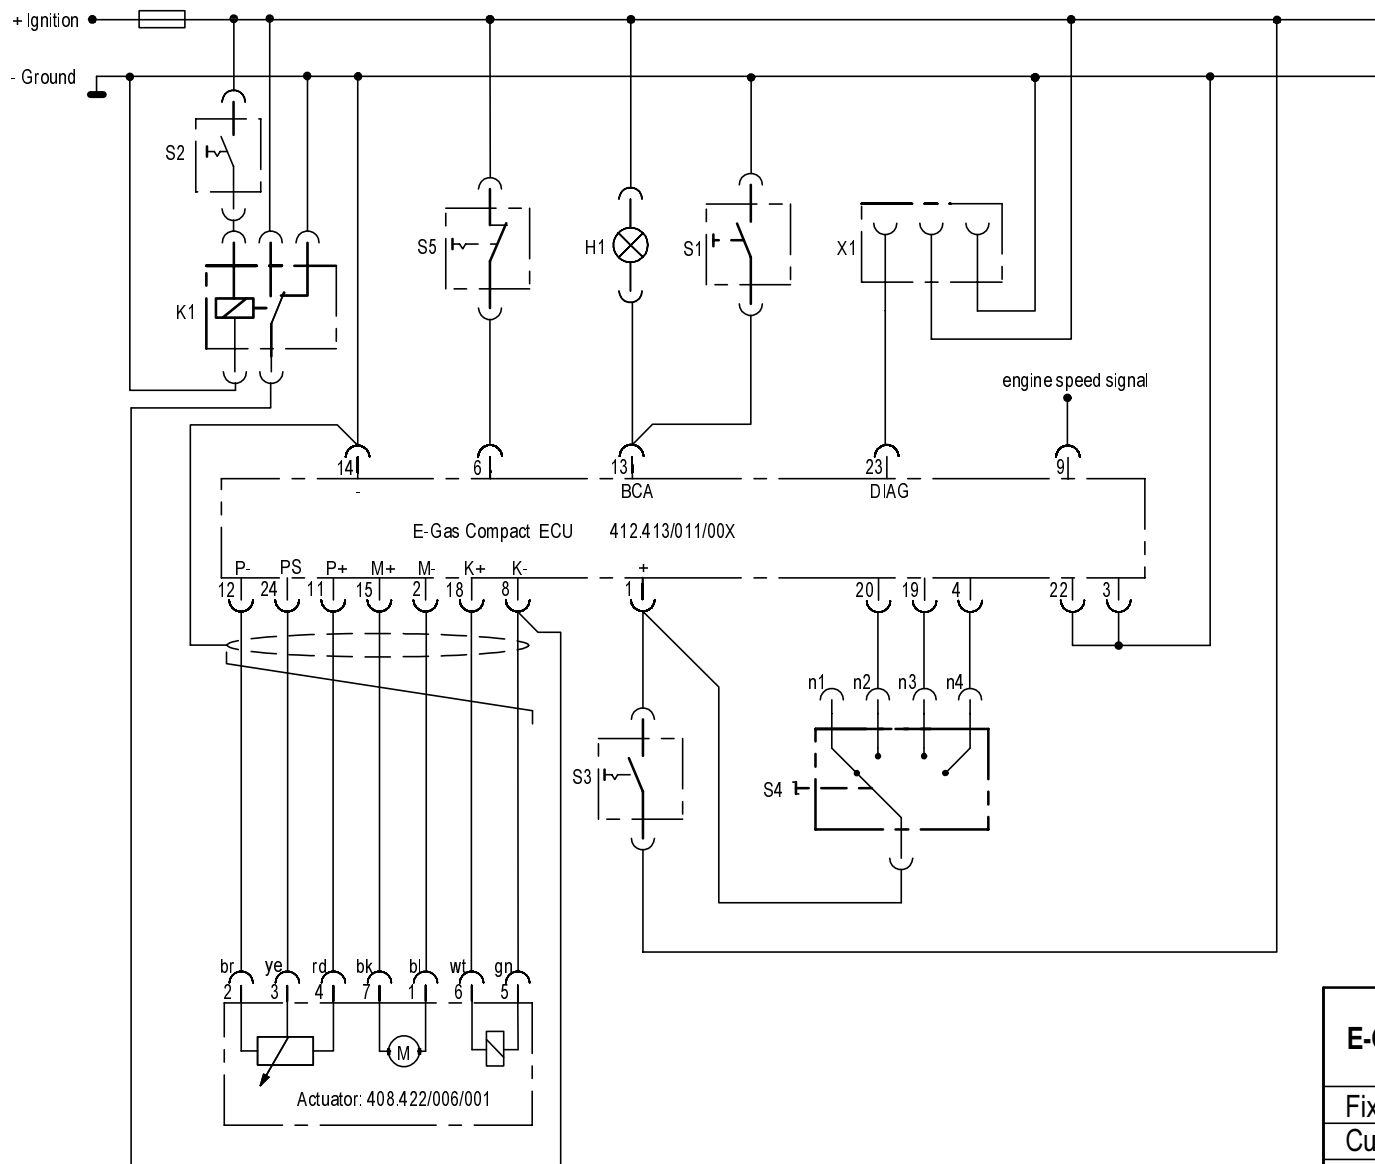 + Ignition
- Ground
S2
S5
H1
S1
X1
K1
engine speed signal
14
6
13
23
9
-
BCA
DIAG
E-Gas Compact ECU 412.413/011/00X
P- PS P+ M+ M- K+ K- +
12 24 11 15 2 18 8 1 20 19 4 22 3
n1 n2 n3 n4
S3
S4
br ye rd bk bl wt gn
2 3 4 7 1 6 5
M
Actuator: 408.422/006/001